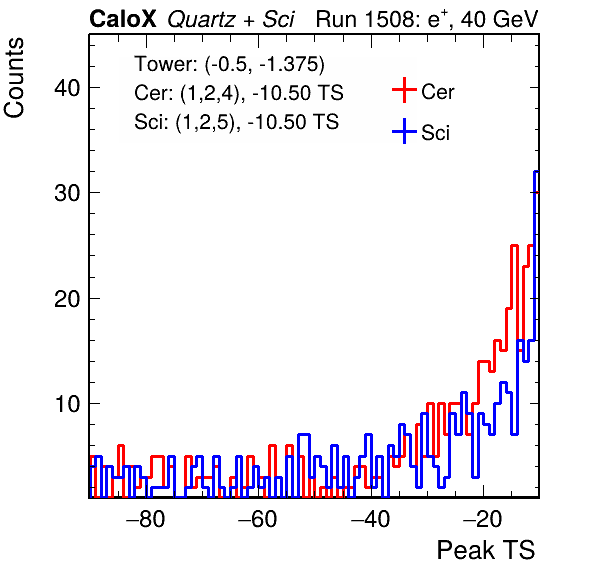 CaloX Quartz + Sci Run 1508: e⁺, 40 GeV
Counts
Tower: (-0.5, -1.375)
Cer: (1,2,4), -10.50 TS
Sci: (1,2,5), -10.50 TS
Cer
Sci
40
30
20
10
−80 −60 −40 −20
Peak TS